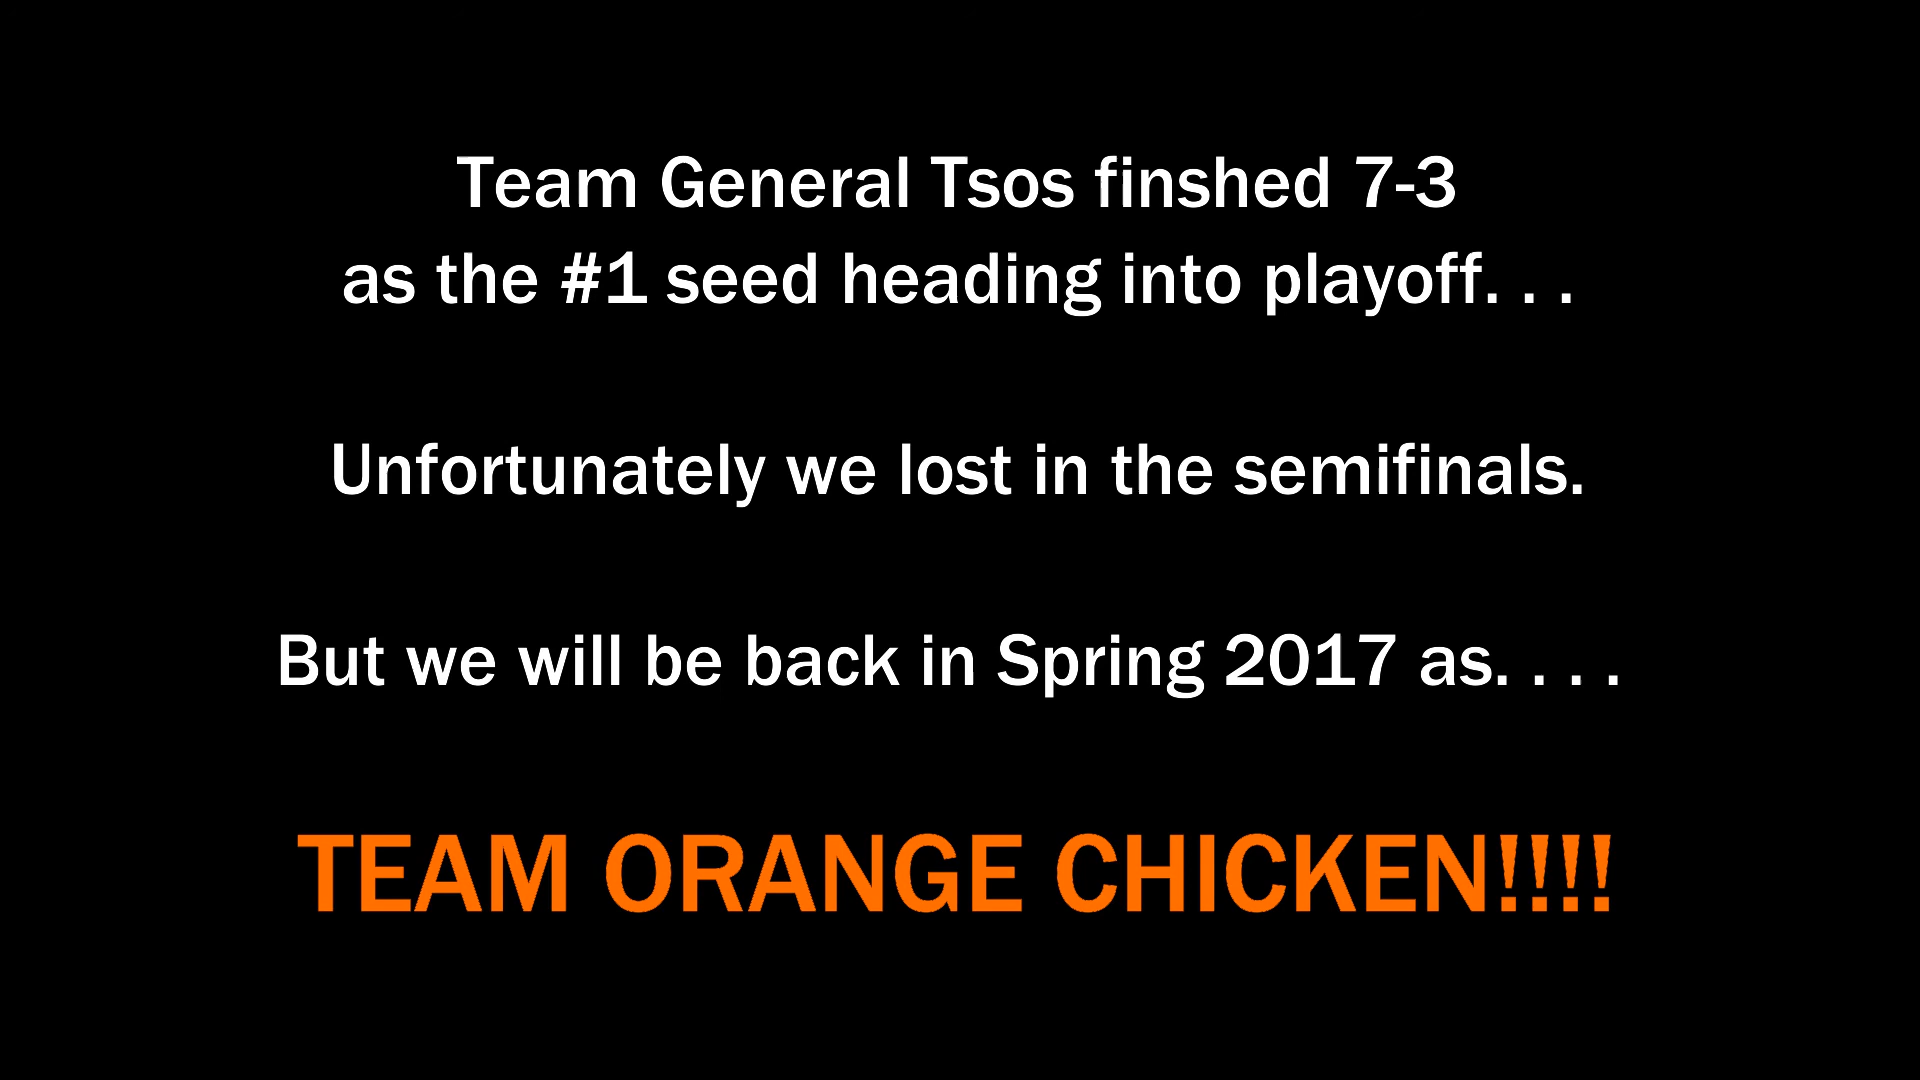 Team General Tsos finshed 7-3
as the #1 seed heading into playoff. . .
Unfortunately we lost in the semifinals.
But we will be back in Spring 2017 as. . . .
TEAM ORANGE CHICKEN!!!!